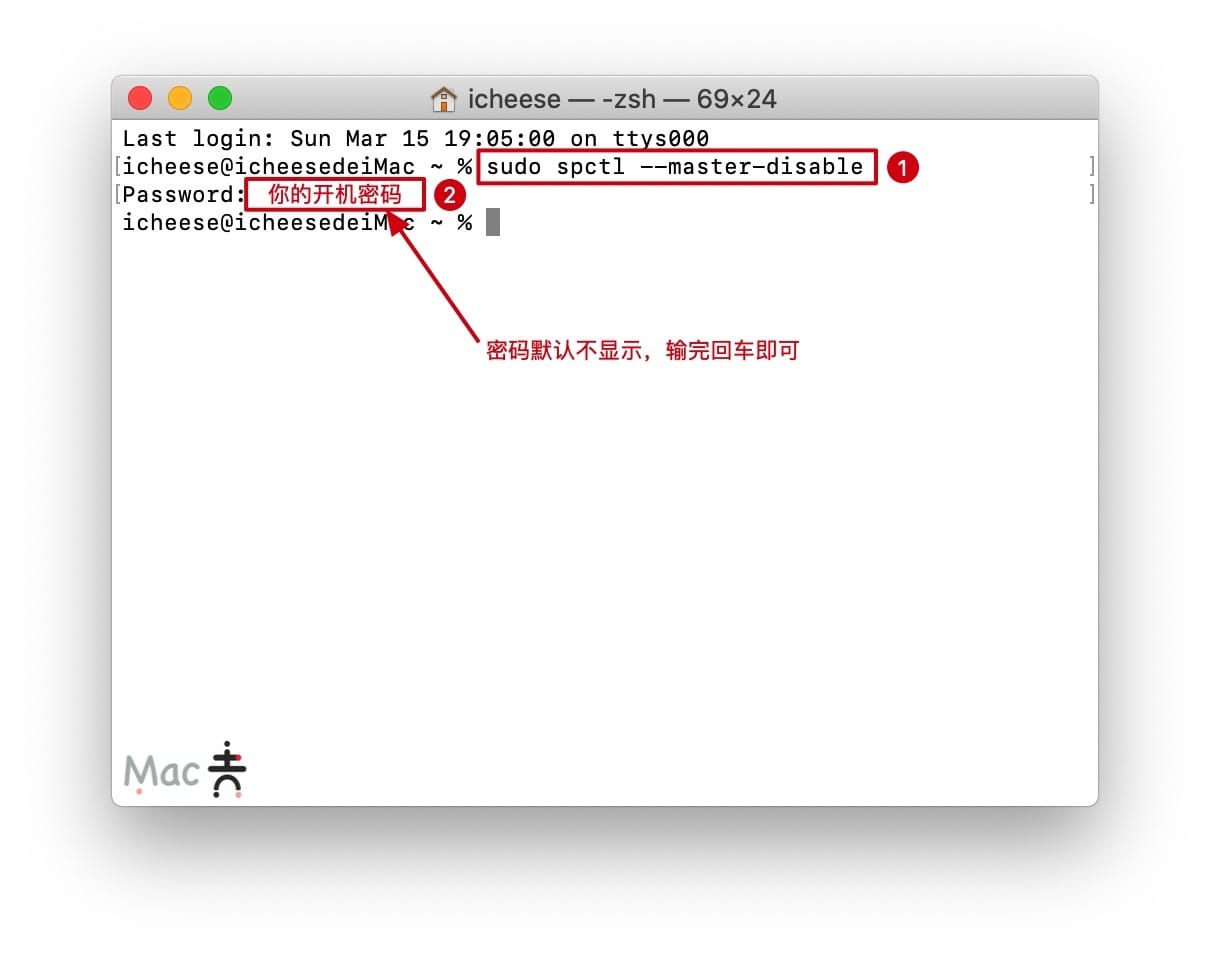 icheese — -zsh — 69×24
Last login: Sun Mar 15 19:05:00 on ttys000
[icheese@icheesedeiMac ~ % sudo spctl --master-disable 1 ]
[Password: 你的开机密码 2 ]
icheese@icheesedeiMac ~ %
密码默认不显示，输完回车即可
Mac